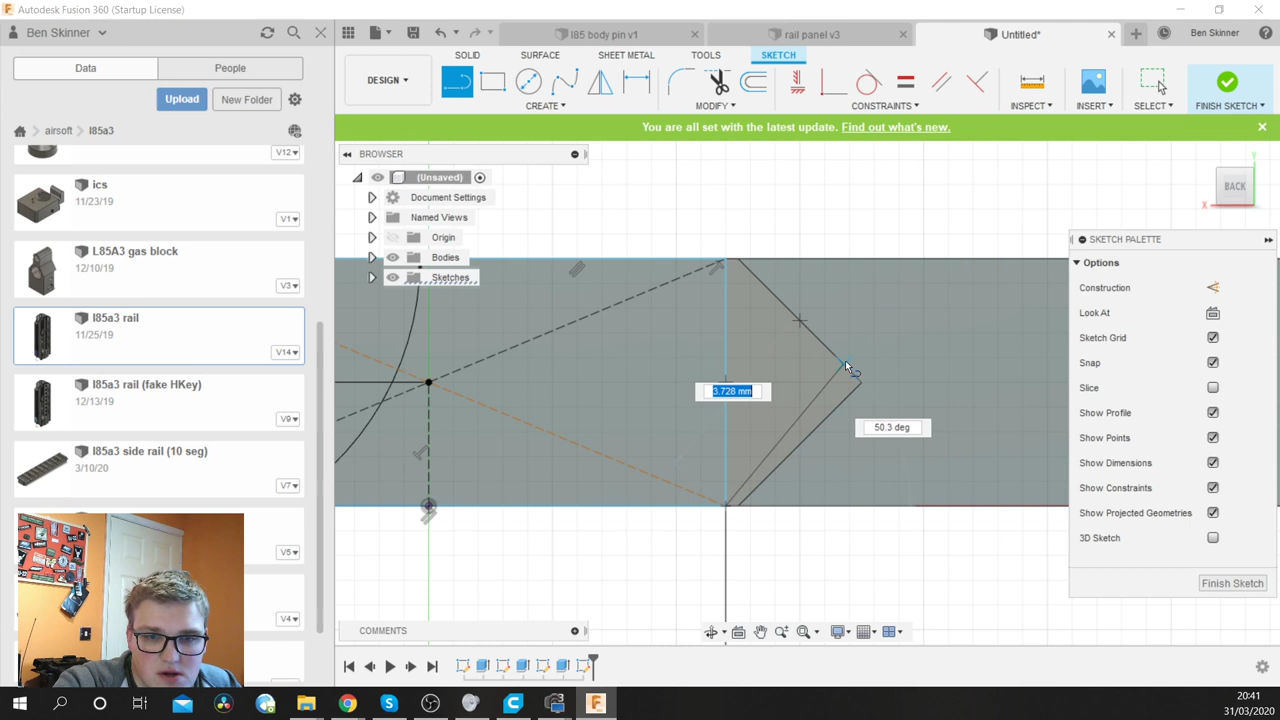 Autodesk Fusion 360 (Startup License)
Ben Skinner
l85 body pin v1
rail panel v3
Untitled*
Ben Skinner
Data
People
Upload
New Folder
airsoft
l85a3
V12
ics
11/23/19
V1
L85A3 gas block
12/10/19
V3
l85a3 rail
11/25/19
V14
l85a3 rail (fake HKey)
12/13/19
V9
l85a3 side rail (10 seg)
3/10/20
V7
V5
V4
DESIGN
SOLID
SURFACE
SHEET METAL
TOOLS
SKETCH
CREATE
MODIFY
CONSTRAINTS
INSPECT
INSERT
SELECT
FINISH SKETCH
You are all set with the latest update. Find out what's new.
BROWSER
(Unsaved)
Document Settings
Named Views
Origin
Bodies
Sketches
3.728 mm
50.3 deg
Y
X
BACK
SKETCH PALETTE
Options
Construction
Look At
Sketch Grid
Snap
Slice
Show Profile
Show Points
Show Dimensions
Show Constraints
Show Projected Geometries
3D Sketch
Finish Sketch
COMMENTS
20:41
31/03/2020